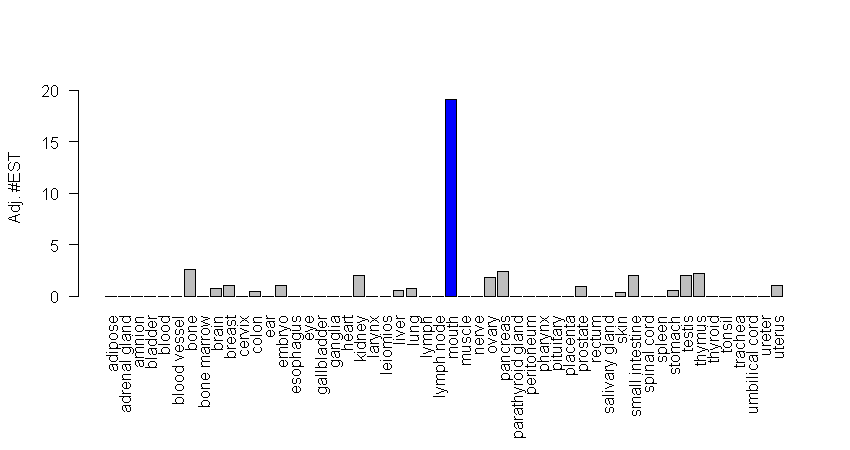 Adj. #EST
20
15
10
5
0
adipose
adrenal gland
amnion
bladder
blood
blood vessel
bone
bone marrow
brain
breast
cervix
colon
ear
embryo
esophagus
eye
gallbladder
ganglia
heart
kidney
larynx
leiomios
liver
lung
lymph
lymph node
mouth
muscle
nerve
ovary
pancreas
parathyroid gland
peritoneum
pharynx
pituitary
placenta
prostate
rectum
salivary gland
skin
small intestine
spinal cord
spleen
stomach
testis
thymus
thyroid
tonsil
trachea
umbilical cord
ureter
uterus